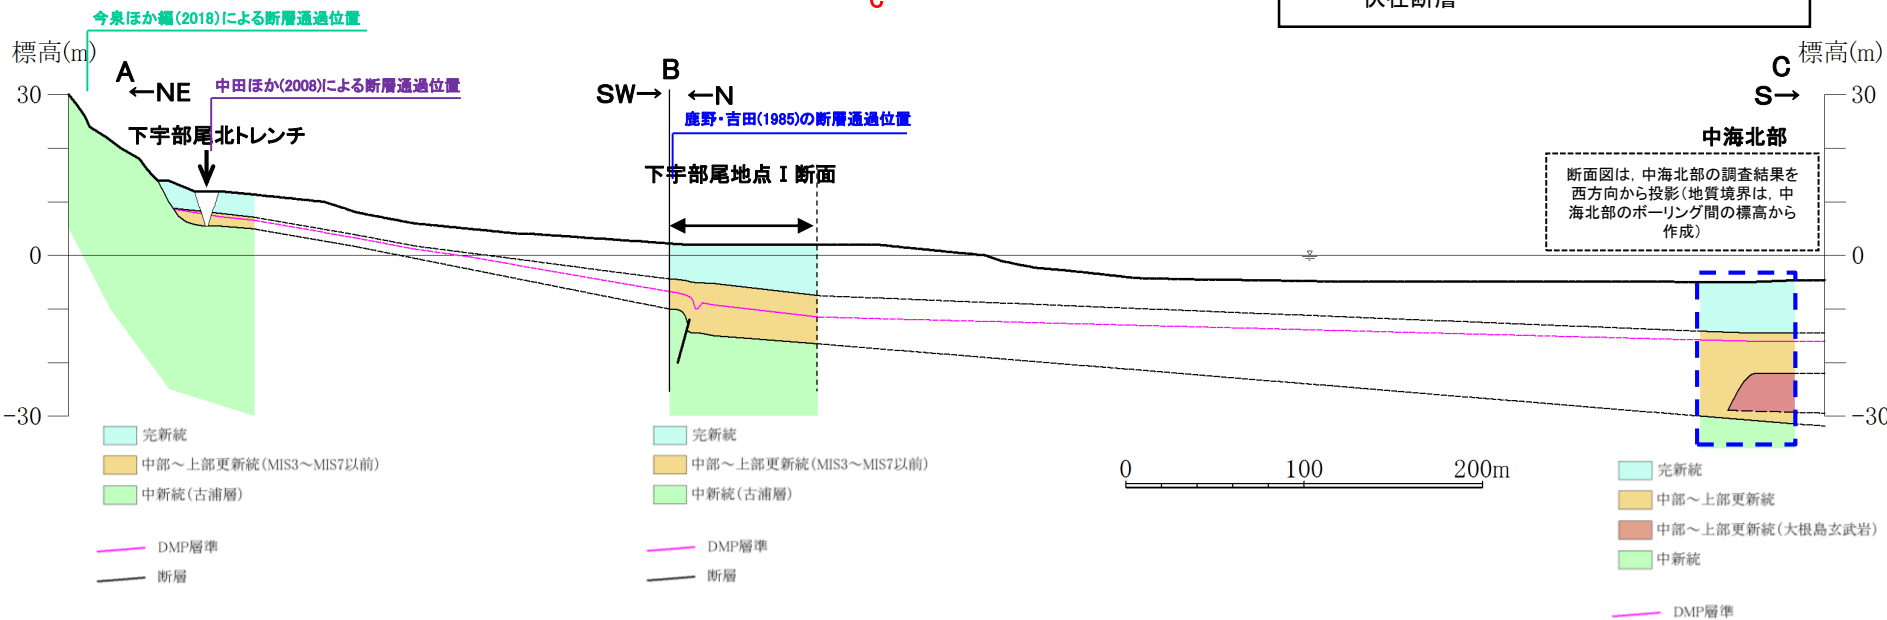 今泉ほか編(2018)による断層通過位置
C
標高(m)
A
←NE
中田ほか(2008)による断層通過位置
B
SW→
←N
鹿野・吉田(1985)の断層通過位置
標高(m)
C
S→
30
30
下宇部尾北トレンチ
中海北部
下宇部尾地点Ⅰ断面
断面図は，中海北部の調査結果を
西方向から投影（地質境界は，中
海北部のボーリング間の標高から
作成）
0
0
-30
-30
完新統
中部～上部更新統(MIS3～MIS7以前)
中新統(古浦層)
DMP層準
断層
完新統
中部～上部更新統(MIS3～MIS7以前)
中新統(古浦層)
DMP層準
断層
0 100 200m
完新統
中部～上部更新統
中部～上部更新統(大根島玄武岩)
中新統
DMP層準